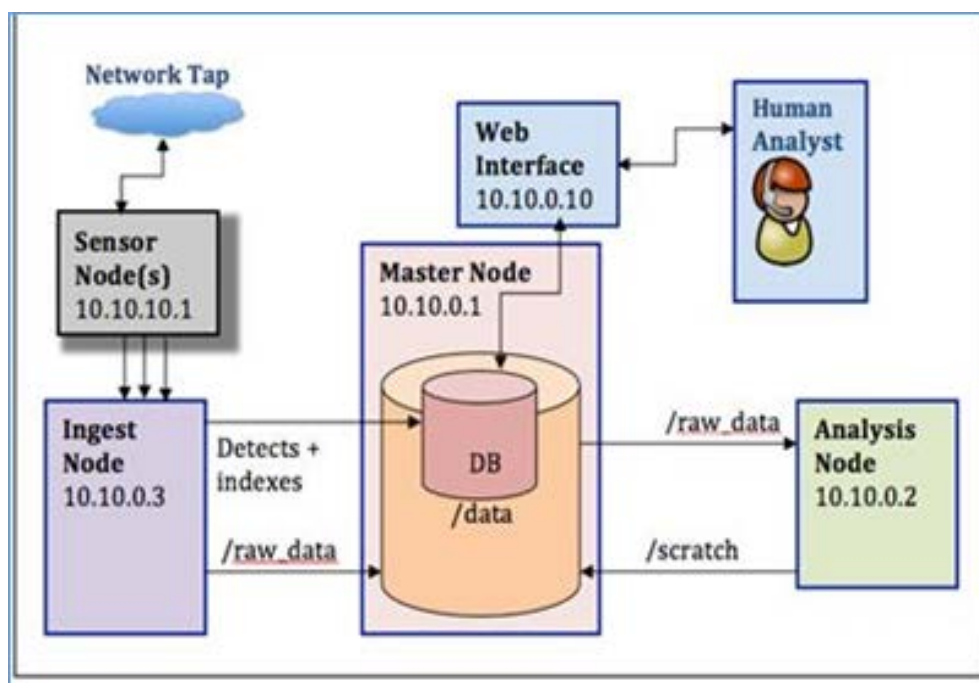 Network Tap
Sensor
Node(s)
10.10.10.1
Web
Interface
10.10.0.10
Human
Analyst
Master Node
10.10.0.1
Ingest
Node
10.10.0.3
Detects +
indexes
/raw_data
DB
/data
/raw_data
/scratch
Analysis
Node
10.10.0.2